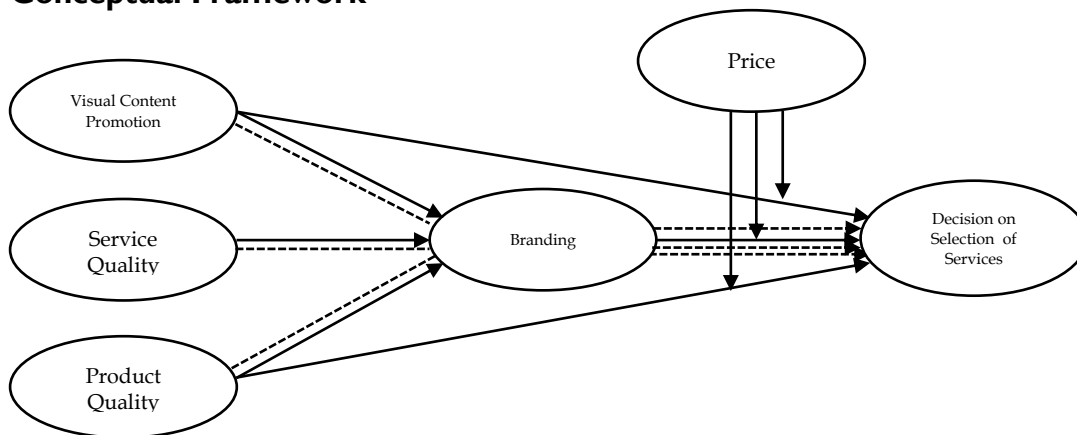 Conceptual Framework
Price
Visual Content
Promotion
Service
Quality
Branding
Decision on
Selection of
Services
Product
Quality